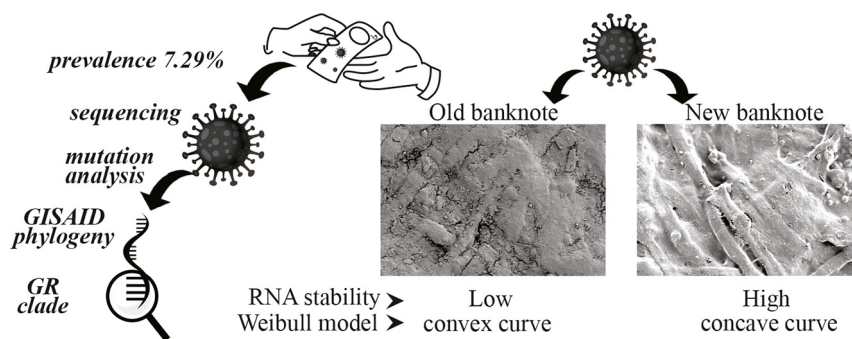 prevalence 7.29%
sequencing
mutation
analysis
GISAID
phylogeny
GR
clade
Old banknote
New banknote
RNA stability
Low
High
Weibull model
convex curve
concave curve